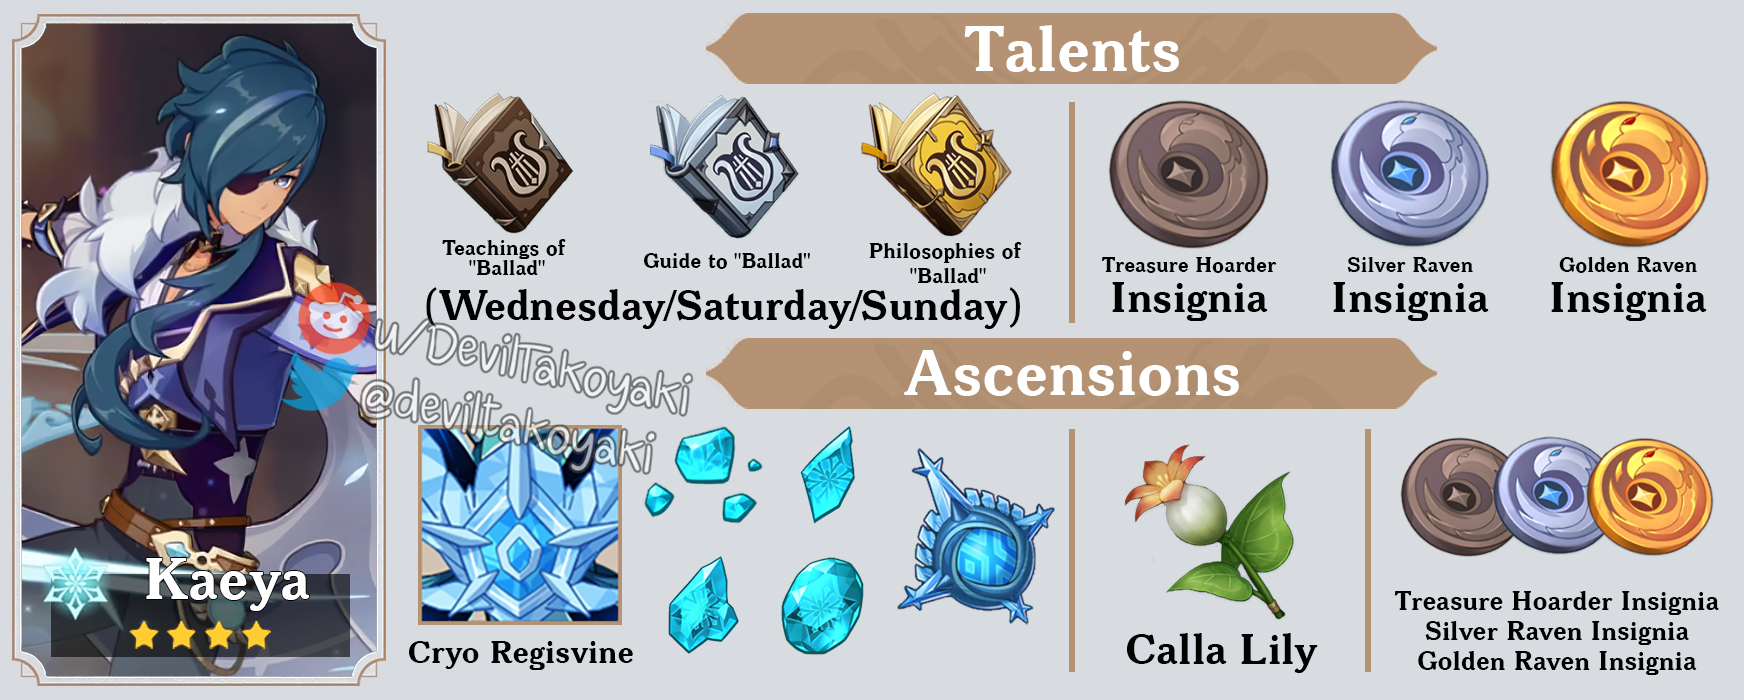 Talents
Teachings of
"Ballad"
Guide to "Ballad"
Philosophies of
"Ballad"
(Wednesday/Saturday/Sunday)
Treasure Hoarder
Insignia
Silver Raven
Insignia
Golden Raven
Insignia
u/DevilTakoyaki
@deviltakoyaki
Ascensions
Kaeya
Cryo Regisvine
Calla Lily
Treasure Hoarder Insignia
Silver Raven Insignia
Golden Raven Insignia